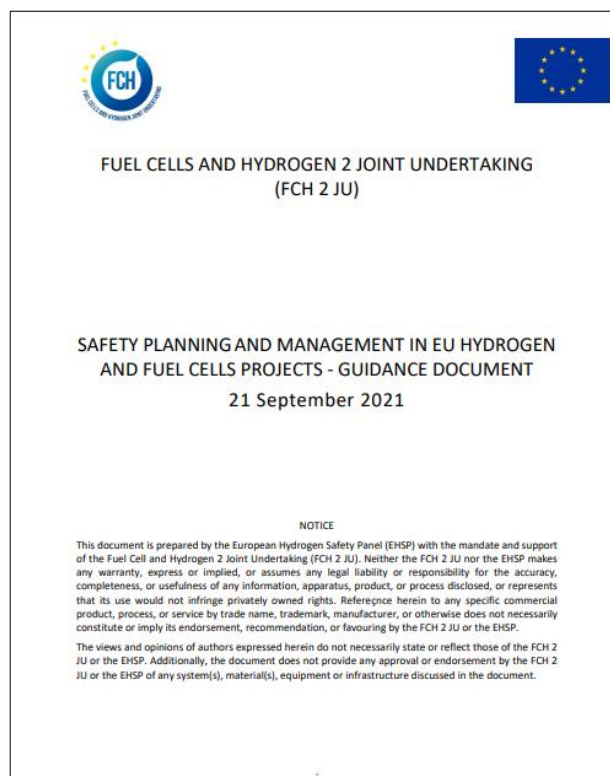 FCH
FUEL CELLS AND HYDROGEN JOINT UNDERTAKING
FUEL CELLS AND HYDROGEN 2 JOINT UNDERTAKING
(FCH 2 JU)
SAFETY PLANNING AND MANAGEMENT IN EU HYDROGEN
AND FUEL CELLS PROJECTS - GUIDANCE DOCUMENT
21 September 2021
NOTICE
This document is prepared by the European Hydrogen Safety Panel (EHSP) with the mandate and support
of the Fuel Cell and Hydrogen 2 Joint Undertaking (FCH 2 JU). Neither the FCH 2 JU nor the EHSP makes
any warranty, express or implied, or assumes any legal liability or responsibility for the accuracy,
completeness, or usefulness of any information, apparatus, product, or process disclosed, or represents
that its use would not infringe privately owned rights. Referençce herein to any specific commercial
product, process, or service by trade name, trademark, manufacturer, or otherwise does not necessarily
constitute or imply its endorsement, recommendation, or favouring by the FCH 2 JU or the EHSP.
The views and opinions of authors expressed herein do not necessarily state or reflect those of the FCH 2
JU or the EHSP. Additionally, the document does not provide any approval or endorsement by the FCH 2
JU or the EHSP of any system(s), material(s), equipment or infrastructure discussed in the document.